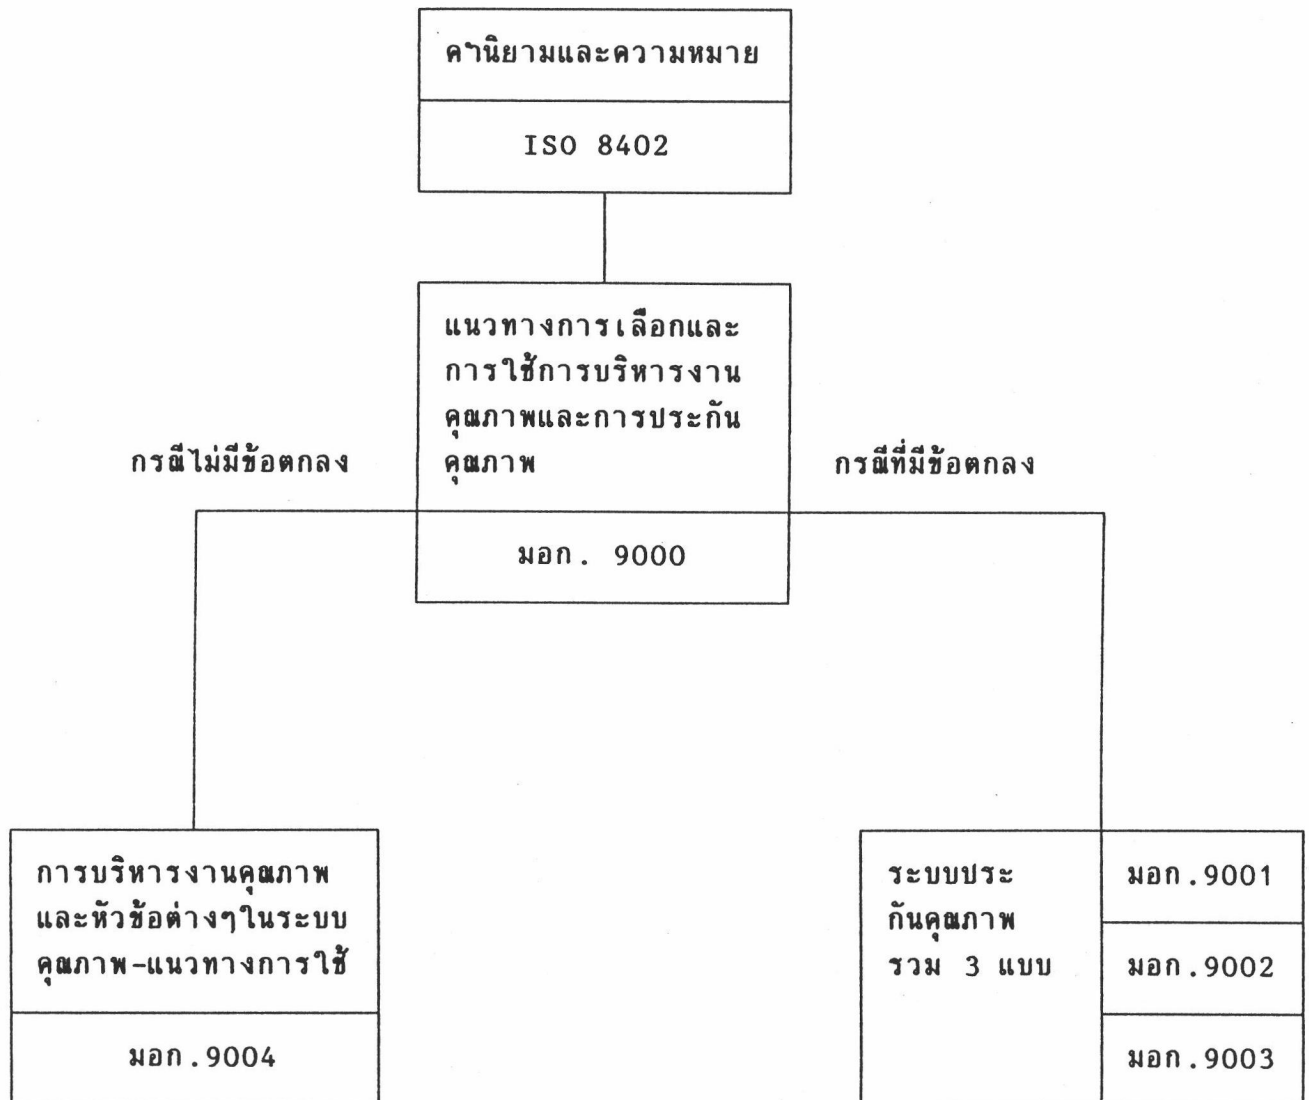 คำนิยามและความหมาย
ISO 8402
แนวทางการเลือกและ
การใช้การบริหารงาน
คุณภาพและการประกัน
คุณภาพ
กรณีไม่มีข้อตกลง
กรณีที่มีข้อตกลง
มอก. 9000
การบริหารงานคุณภาพ
และหัวข้อต่างๆในระบบ
คุณภาพ-แนวทางการใช้
มอก.9004
ระบบประ
กันคุณภาพ
รวม 3 แบบ
มอก.9001
มอก.9002
มอก.9003